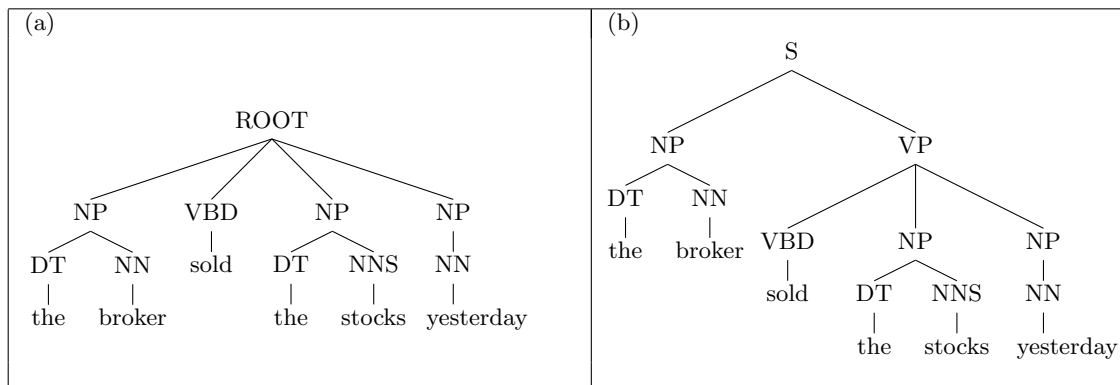 (a)
ROOT
NP VBD NP NP
DT NN sold DT NNS NN
the broker the stocks yesterday
(b)
S
NP VP
DT NN
the broker
VBD NP NP
sold DT NNS NN
the stocks yesterday